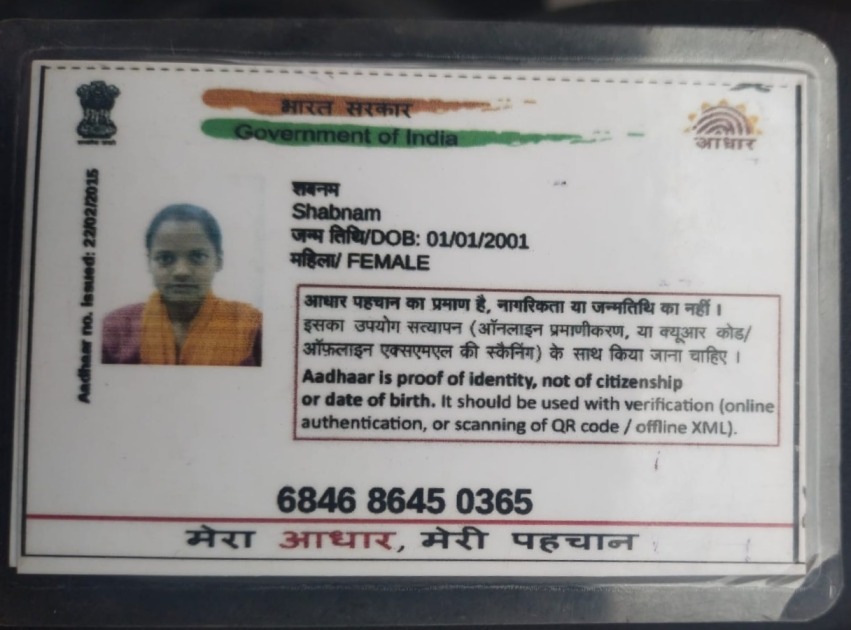 भारत सरकार
Government of India
आधार
Aadhaar no. issued: 22/02/2015
शबनम
Shabnam
जन्म तिथि/DOB: 01/01/2001
महिला/ FEMALE
आधार पहचान का प्रमाण है, नागरिकता या जन्मतिथि का नहीं ।
इसका उपयोग सत्यापन (ऑनलाइन प्रमाणीकरण, या क्यूआर कोड/
ऑफ़लाइन एक्सएमएल की स्कैनिंग) के साथ किया जाना चाहिए ।
Aadhaar is proof of identity, not of citizenship
or date of birth. It should be used with verification (online
authentication, or scanning of QR code / offline XML).
6846 8645 0365
मेरा आधार, मेरी पहचान